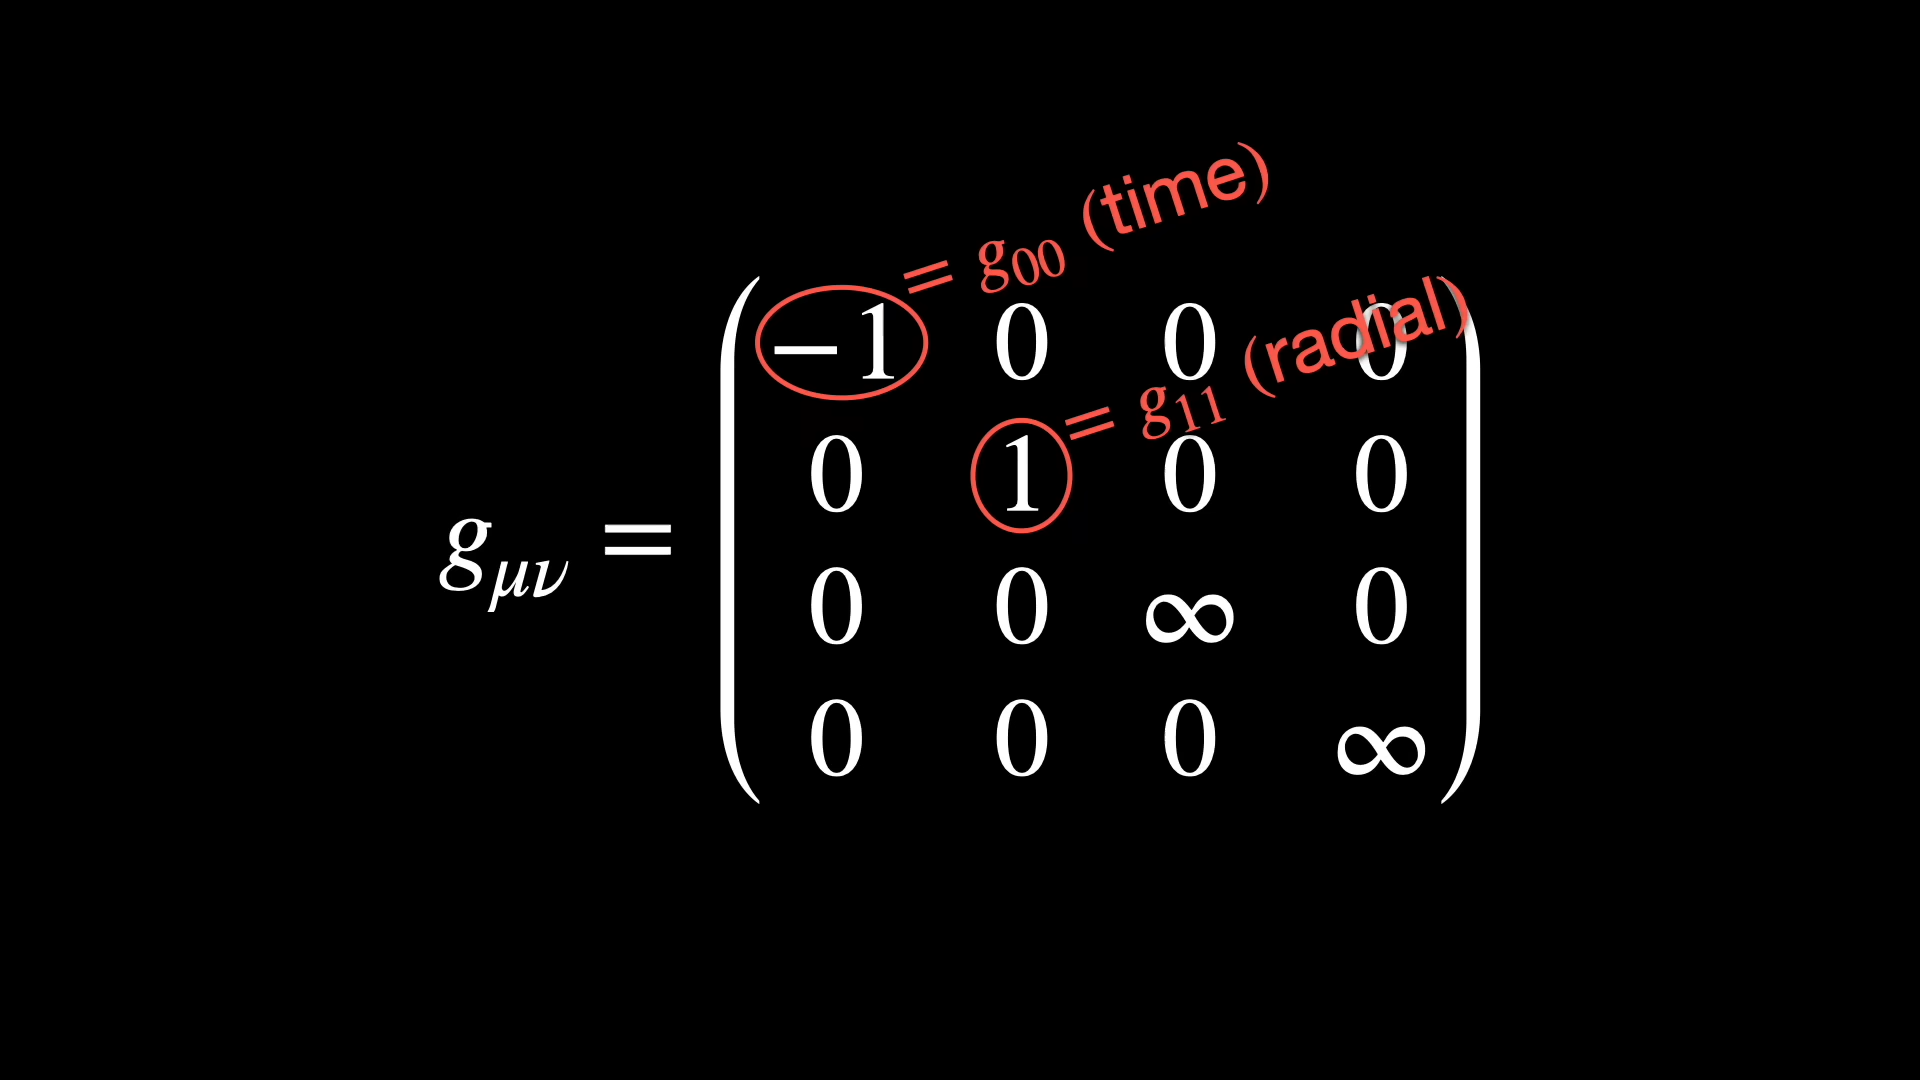 = g₀₀ (time)
−1 0 0 0
= g₁₁ (radial)
0 1 0 0
gμν =
0 0 ∞ 0
0 0 0 ∞